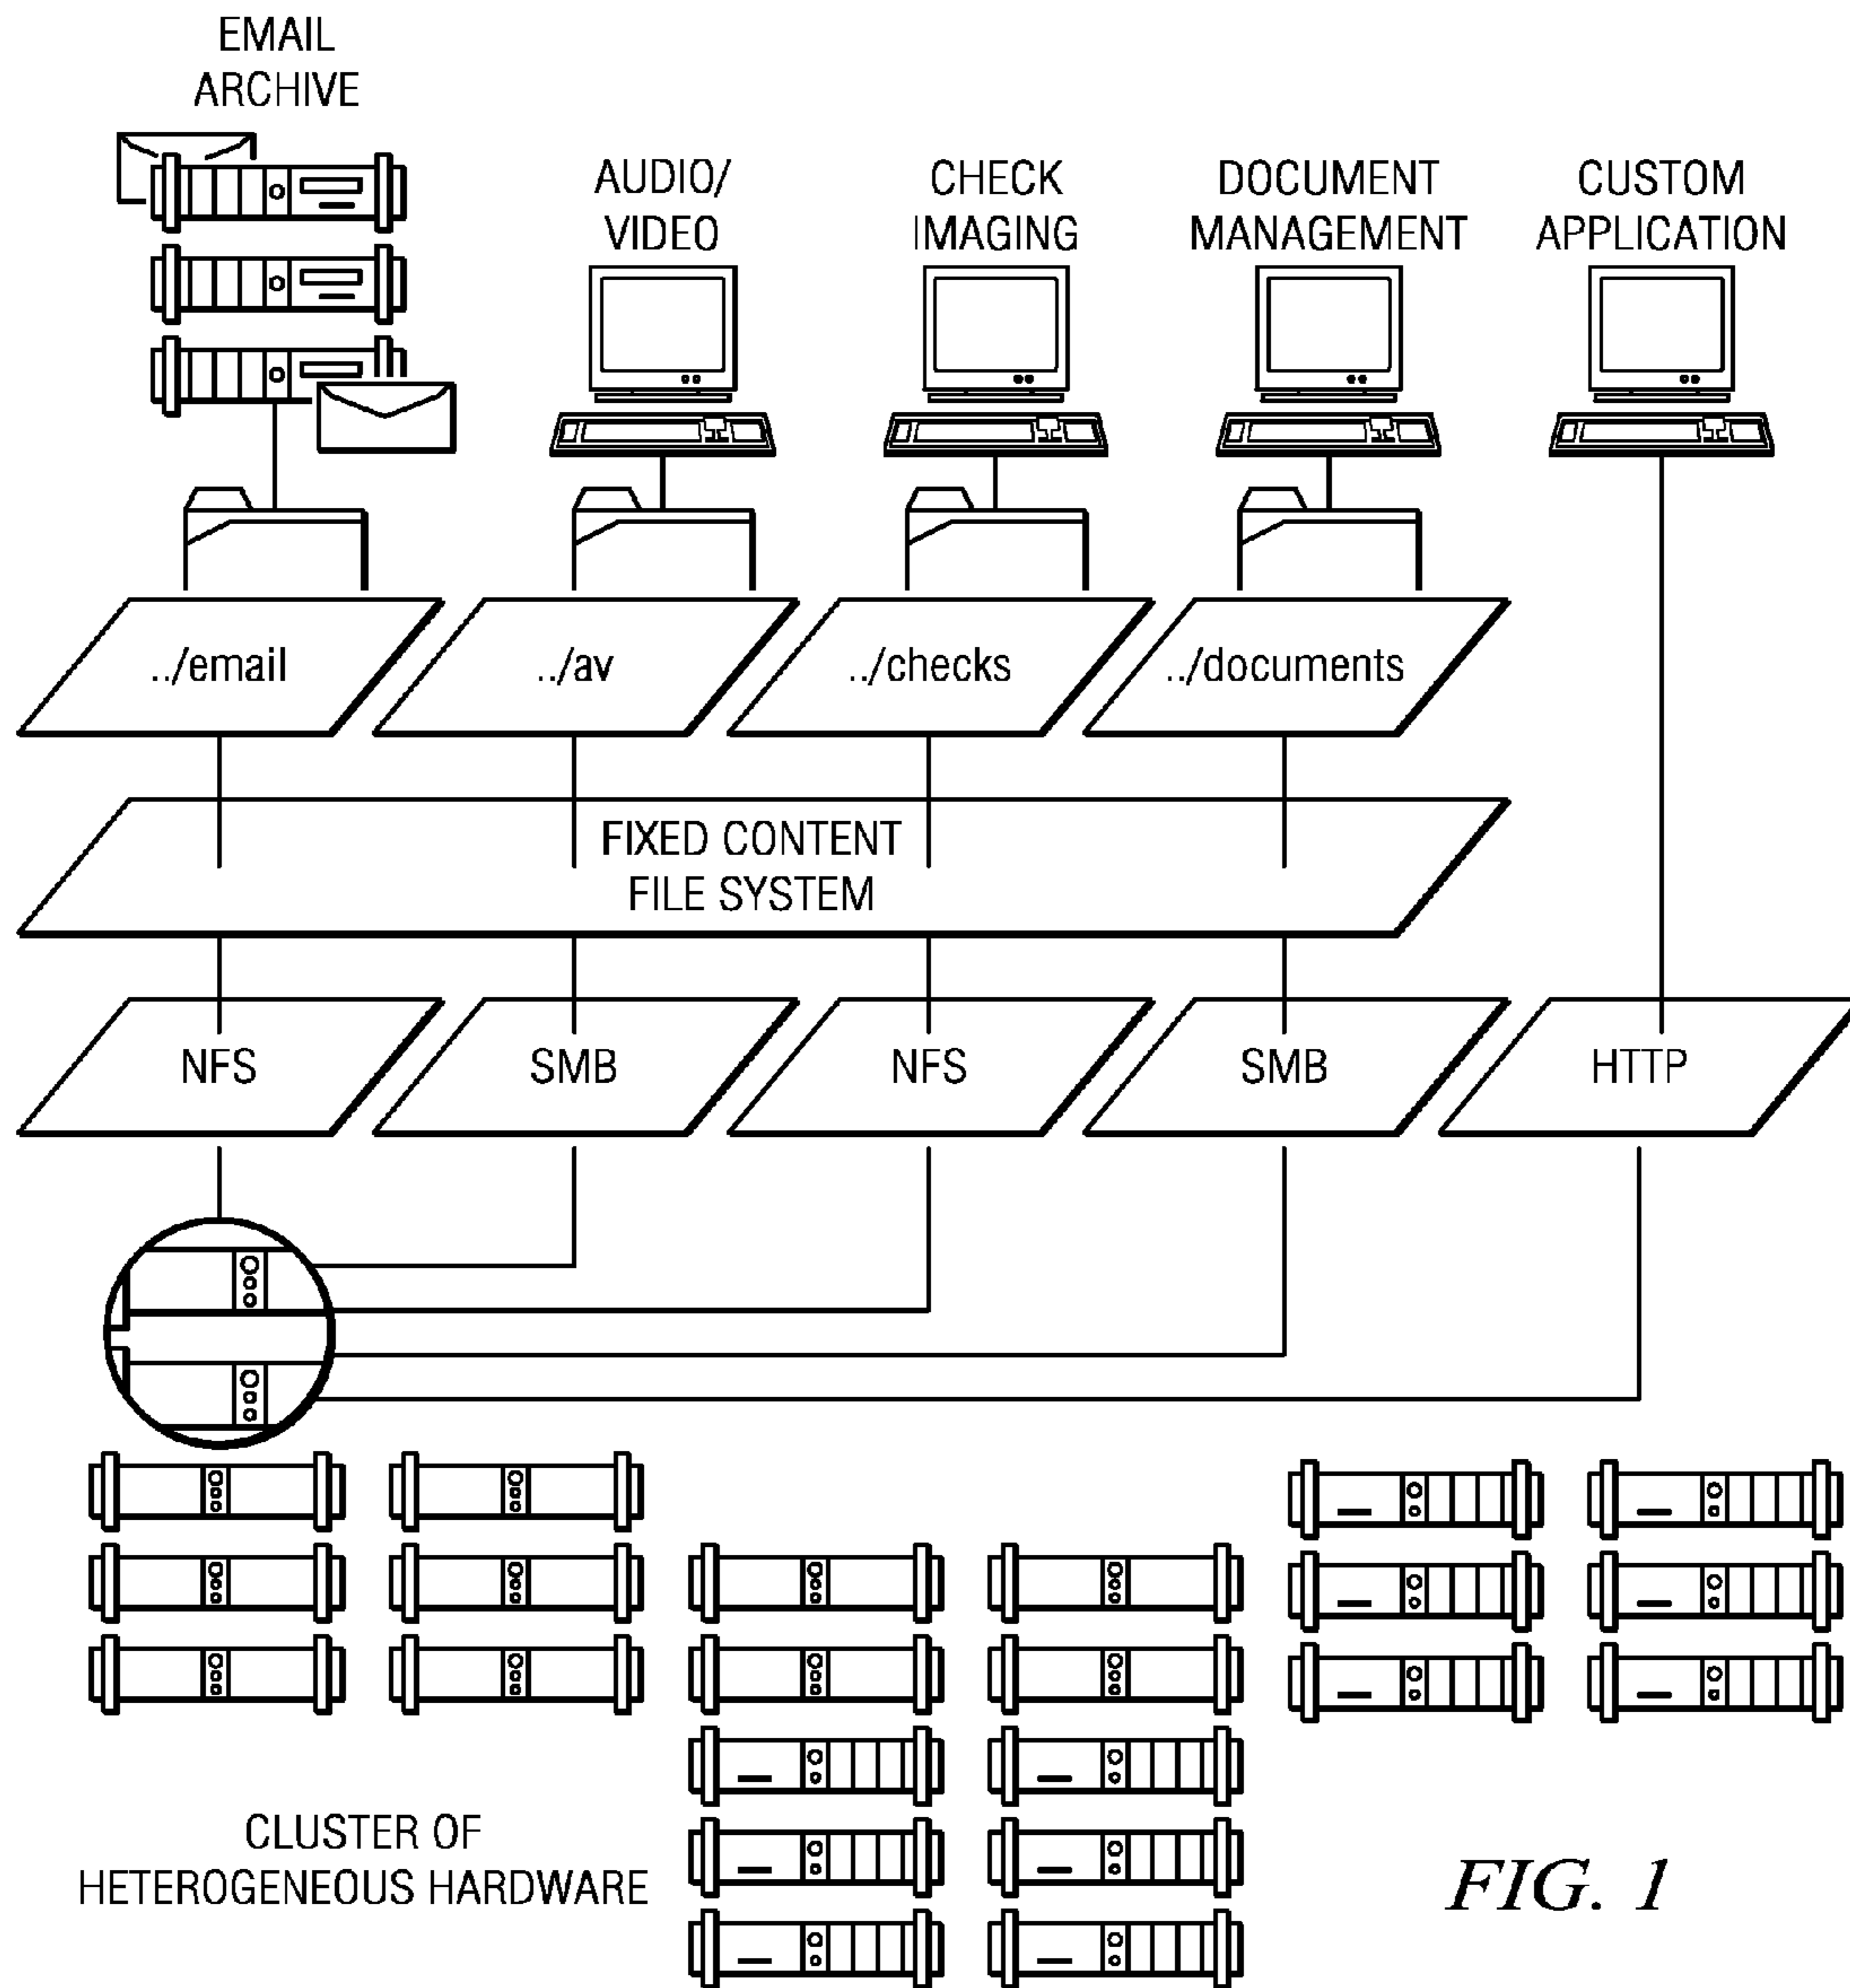 EMAIL
ARCHIVE
AUDIO/
VIDEO
CHECK
IMAGING
DOCUMENT
MANAGEMENT
CUSTOM
APPLICATION
../email
../av
../checks
../documents
FIXED CONTENT
FILE SYSTEM
NFS
SMB
NFS
SMB
HTTP
CLUSTER OF
HETEROGENEOUS HARDWARE
FIG. 1